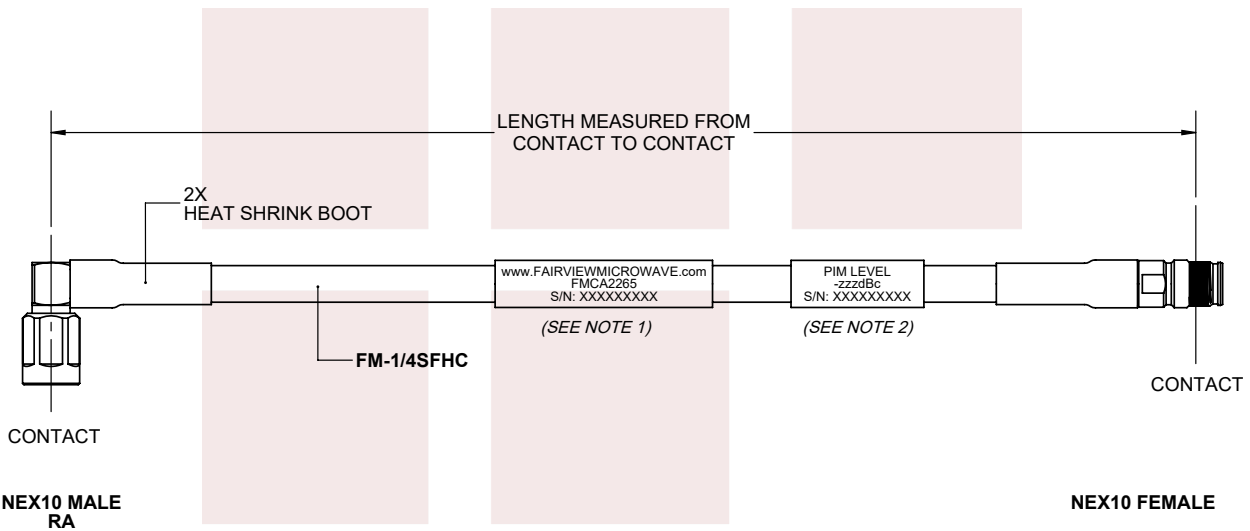 LENGTH MEASURED FROM
CONTACT TO CONTACT
2X
HEAT SHRINK BOOT
www.FAIRVIEWMICROWAVE.com
FMCA2265
S/N: XXXXXXXXX
PIM LEVEL
-zzzdBc
S/N: XXXXXXXXX
(SEE NOTE 1)
(SEE NOTE 2)
FM-1/4SFHC
CONTACT
CONTACT
NEX10 MALE
RA
NEX10 FEMALE